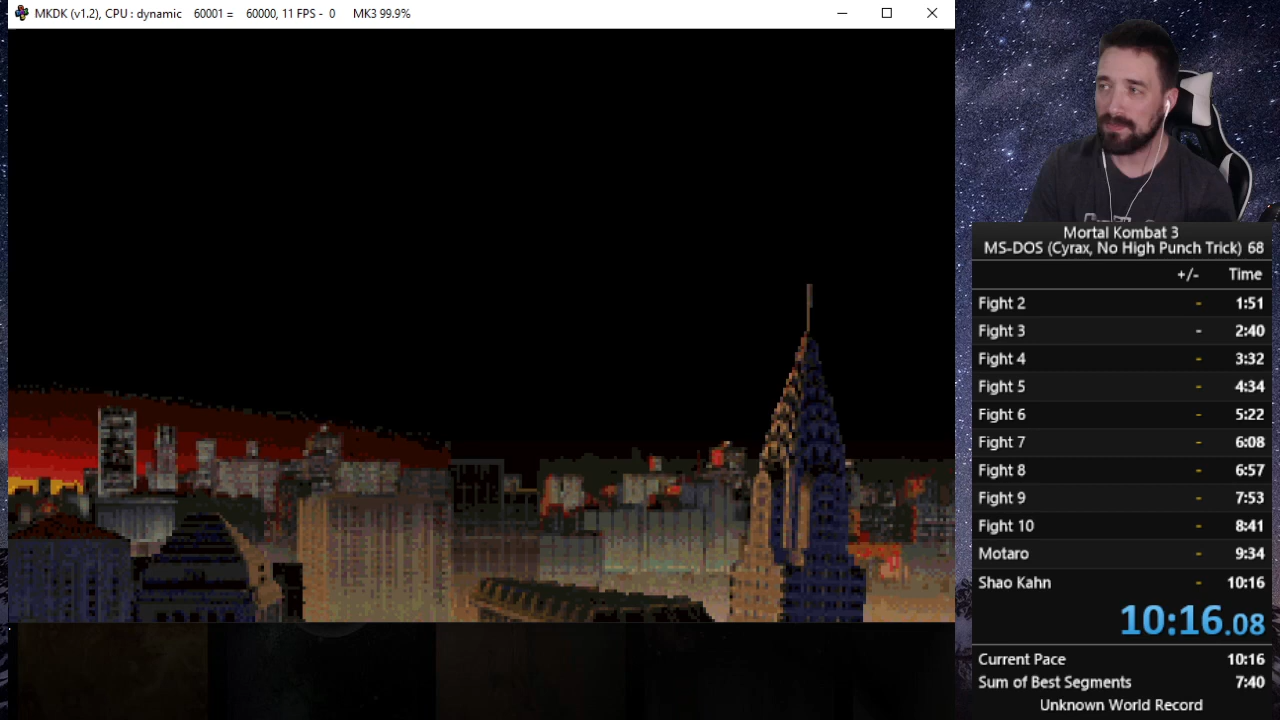 MKDK (v1.2), CPU : dynamic 60001 = 60000, 11 FPS - 0 MK3 99.9%
Mortal Kombat 3
MS-DOS (Cyrax, No High Punch Trick) 68
+/- Time
Fight 2 - 1:51
Fight 3 - 2:40
Fight 4 - 3:32
Fight 5 - 4:34
Fight 6 - 5:22
Fight 7 - 6:08
Fight 8 - 6:57
Fight 9 - 7:53
Fight 10 - 8:41
Motaro - 9:34
Shao Kahn - 10:16
10:16.08
Current Pace 10:16
Sum of Best Segments 7:40
Unknown World Record